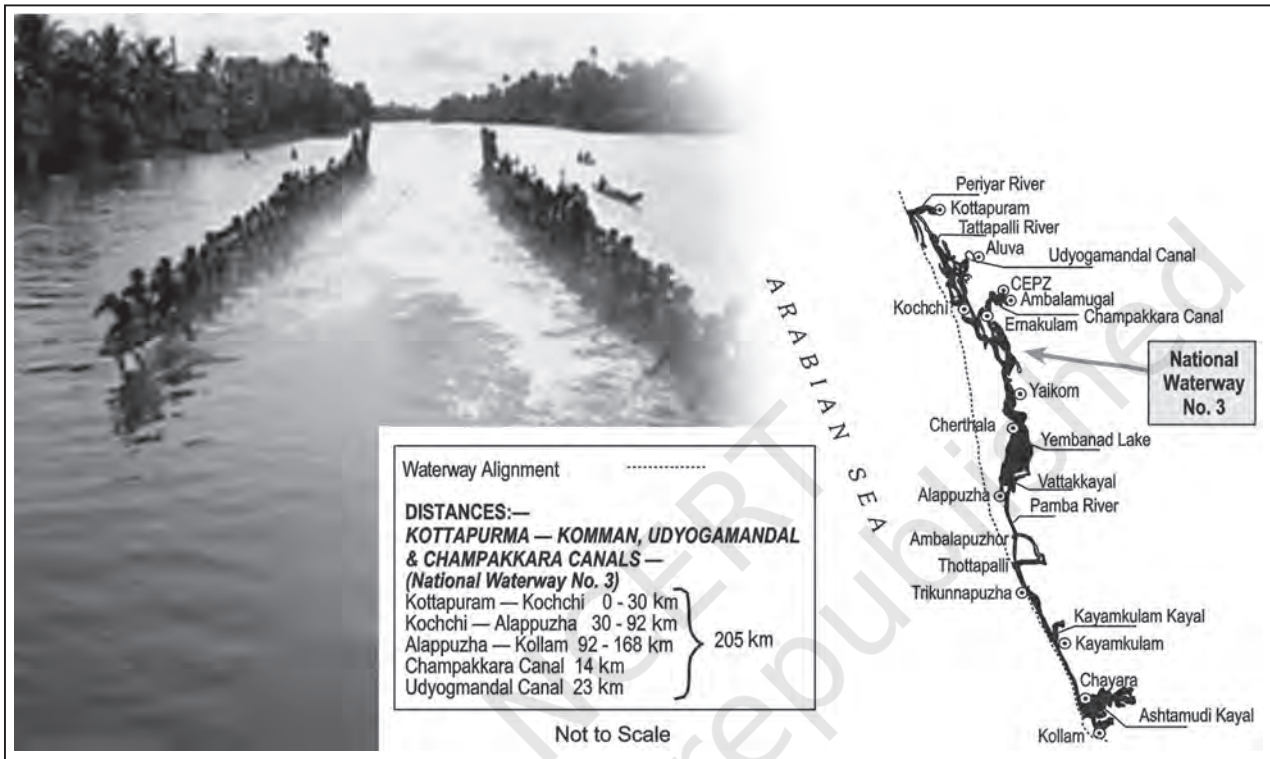 Periyar River
Kottapuram
Tattapalli River
Aluva
Udyogamandal Canal
CEPZ
Ambalamugal
Kochchi
Champakkara Canal
Ernakulam
National
Waterway
No. 3
ARABIAN SEA
Yaikom
Cherthala
Yembanad Lake
Vattakkayal
Alappuzha
Pamba River
Ambalapuzhor
Thottapalli
Trikunnapuzha
Kayamkulam Kayal
Kayamkulam
Chayara
Ashtamudi Kayal
Kollam
Waterway Alignment
DISTANCES:—
KOTTAPURMA — KOMMAN, UDYOGAMANDAL
& CHAMPAKKARA CANALS —
(National Waterway No. 3)
Kottapuram — Kochchi 0 - 30 km
Kochchi — Alappuzha 30 - 92 km
Alappuzha — Kollam 92 - 168 km
Champakkara Canal 14 km
Udyogmandal Canal 23 km
205 km
Not to Scale
NCERT
republished